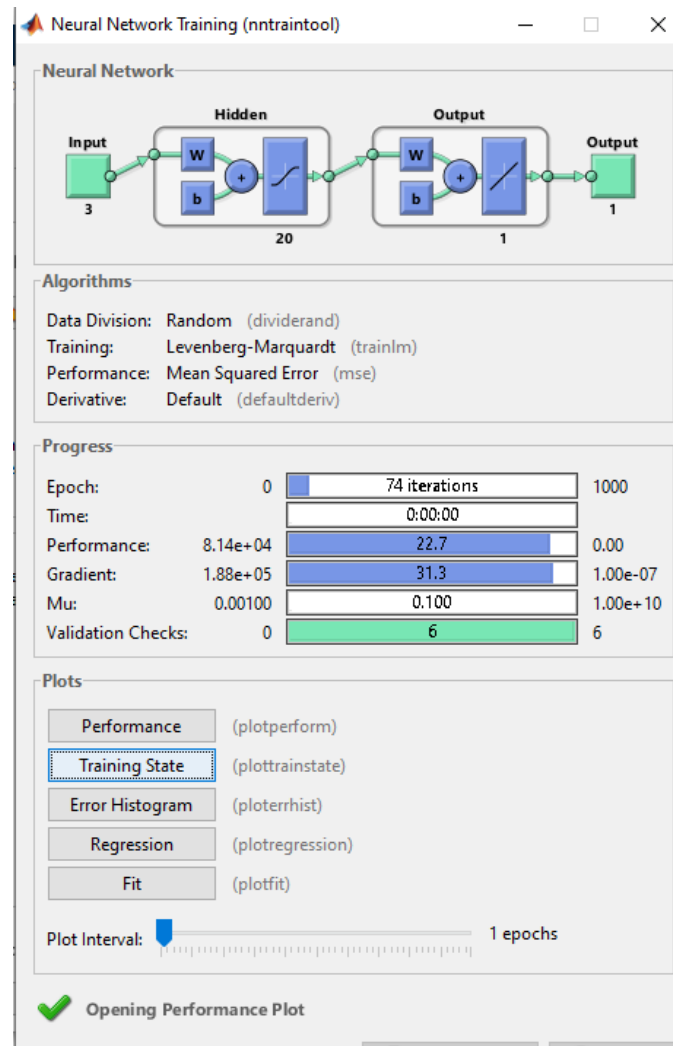 Neural Network Training (nntraintool)
Neural Network
Hidden
Output
Input
Output
W
W
+
+
b
b
3
1
20
1
Algorithms
Data Division: Random (dividerand)
Training: Levenberg-Marquardt (trainlm)
Performance: Mean Squared Error (mse)
Derivative: Default (defaultderiv)
Progress
Epoch: 0 74 iterations 1000
Time: 0:00:00
Performance: 8.14e+04 22.7 0.00
Gradient: 1.88e+05 31.3 1.00e-07
Mu: 0.00100 0.100 1.00e+10
Validation Checks: 0 6 6
Plots
Performance (plotperform)
Training State (plottrainstate)
Error Histogram (ploterrhist)
Regression (plotregression)
Fit (plotfit)
Plot Interval: 1 epochs
Opening Performance Plot